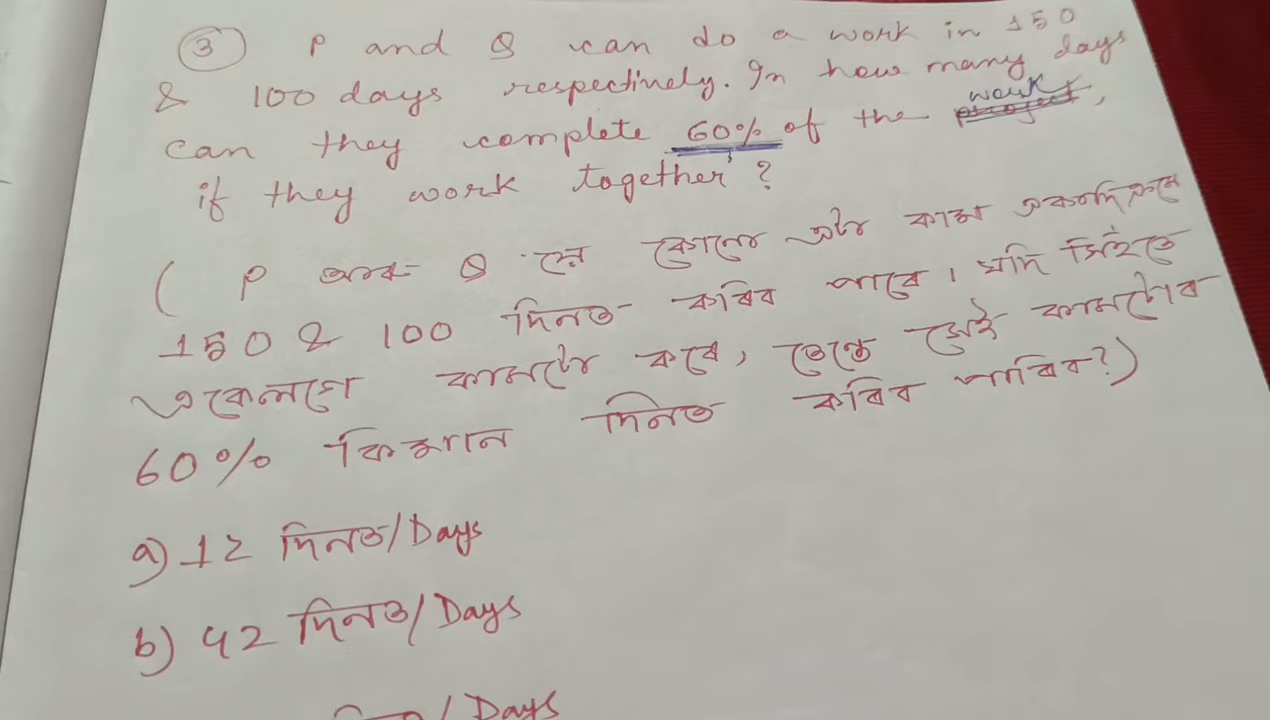 3 P and Q can do a work in 150
& 100 days respectively. In how many days
can they complete 60% of the work,
if they work together?
( P আৰু Q য়ে কোনো এটা কাম একাদিক্ৰমে
150 & 100 দিনত কৰিব পাৰে। যদি সিহঁতে
একেলগে কামটো কৰে, তেন্তে সেই কামটোৰ
60% কিমান দিনত কৰিব পাৰিব?)
a) 12 দিনত/Days
b) 42 দিনত/Days
/ Days